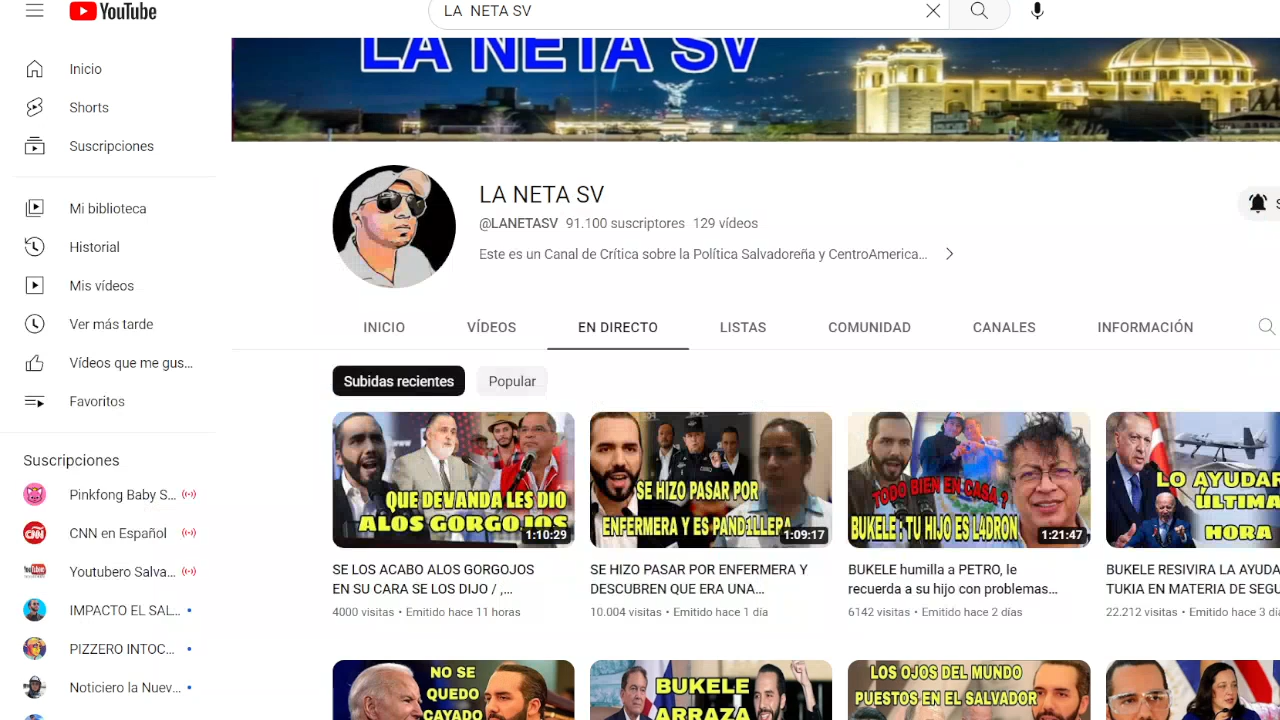 YouTube
LA NETA SV
LA NETA SV
Inicio
Shorts
Suscripciones
Mi biblioteca
Historial
Mis vídeos
Ver más tarde
Vídeos que me gus...
Favoritos
Suscripciones
Pinkfong Baby S...
CNN en Español
Youtubero Salva...
IMPACTO EL SAL...
PIZZERO INTOC...
Noticiero la Nuev...
LA NETA SV
@LANETASV 91.100 suscriptores 129 vídeos
Este es un Canal de Crítica sobre la Política Salvadoreña y CentroAmerica...
INICIO VÍDEOS EN DIRECTO LISTAS COMUNIDAD CANALES INFORMACIÓN
Subidas recientes Popular
QUE DEVANDA LES DIO
ALOS GORGOJOS
1:10:29
SE LOS ACABO ALOS GORGOJOS
EN SU CARA SE LOS DIJO / ,...
4000 visitas • Emitido hace 11 horas
SE HIZO PASAR POR
ENFERMERA Y ES PAND1LLERA
1:09:17
SE HIZO PASAR POR ENFERMERA Y
DESCUBREN QUE ERA UNA...
10.004 visitas • Emitido hace 1 día
TODO BIEN EN CASA ?
BUKELE : TU HIJO ES L4DRON
1:21:47
BUKELE humilla a PETRO, le
recuerda a su hijo con problemas...
6142 visitas • Emitido hace 2 días
LO AYUDAR
ÚLTIMA
HORA
BUKELE RESIVIRA LA AYUDA
TUKIA EN MATERIA DE SEGU
22.212 visitas • Emitido hace 3 día
NO SE
QUEDO
CAYADO
BUKELE
ARRAZA
LOS OJOS DEL MUNDO
PUESTOS EN EL SALVADOR